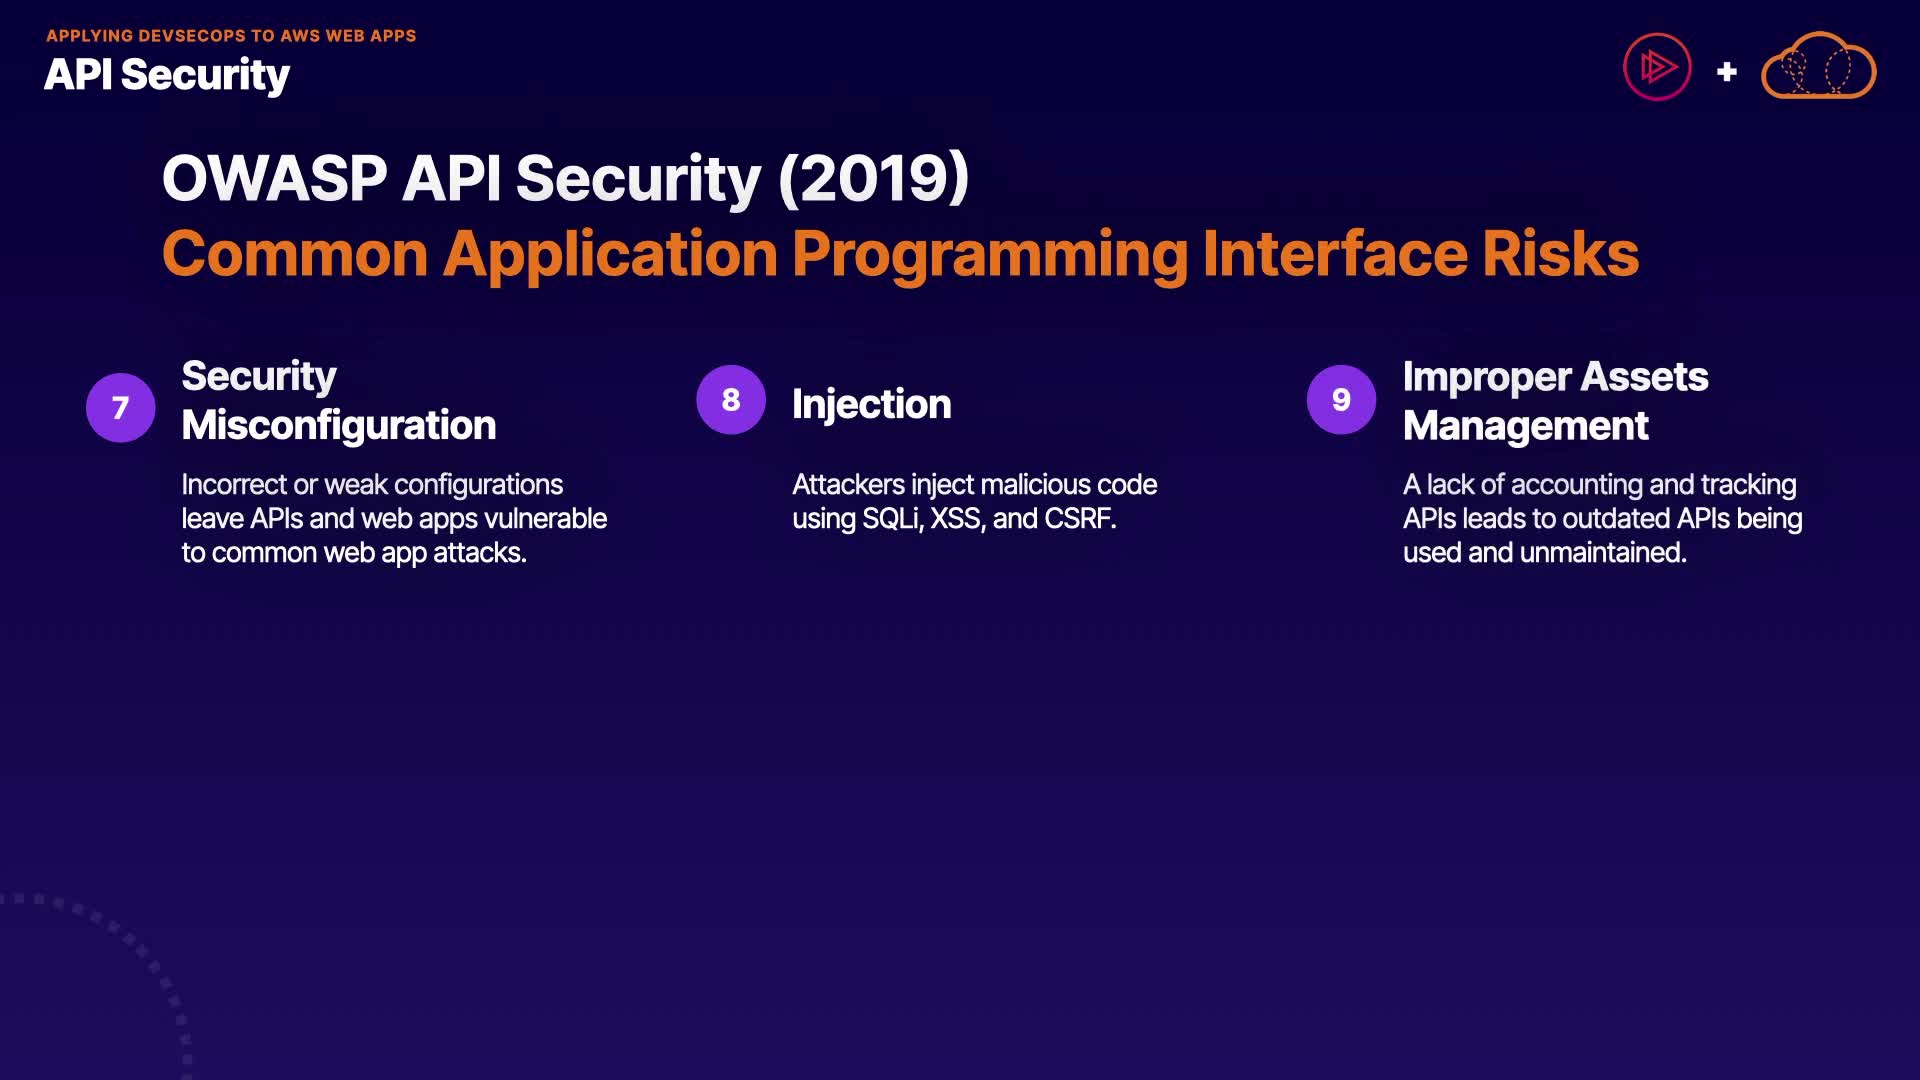 APPLYING DEVSECOPS TO AWS WEB APPS
API Security
+
OWASP API Security (2019)
Common Application Programming Interface Risks
7
Security
Misconfiguration
Incorrect or weak configurations
leave APIs and web apps vulnerable
to common web app attacks.
8
Injection
Attackers inject malicious code
using SQLi, XSS, and CSRF.
9
Improper Assets
Management
A lack of accounting and tracking
APIs leads to outdated APIs being
used and unmaintained.